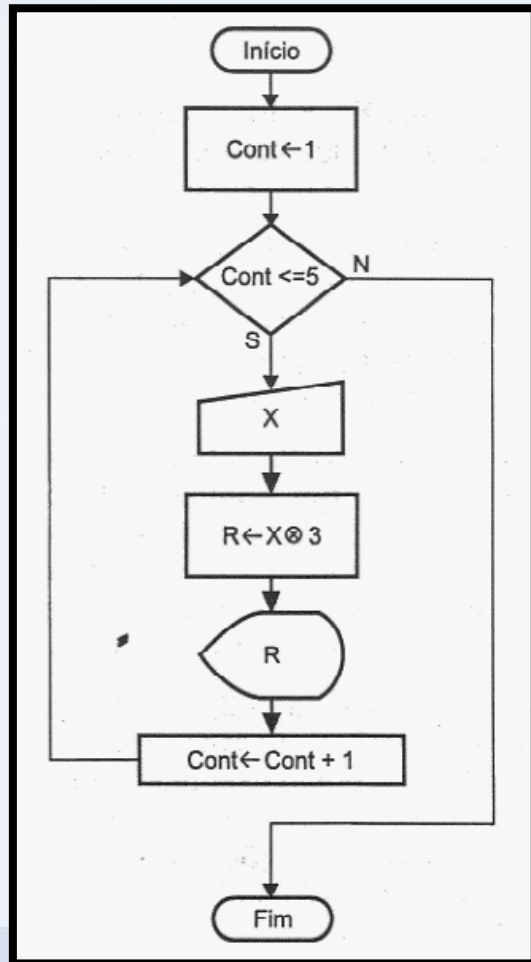 Início
Cont←1
Cont <=5
N
S
X
R←X⊗ 3
R
Cont←Cont + 1
Fim